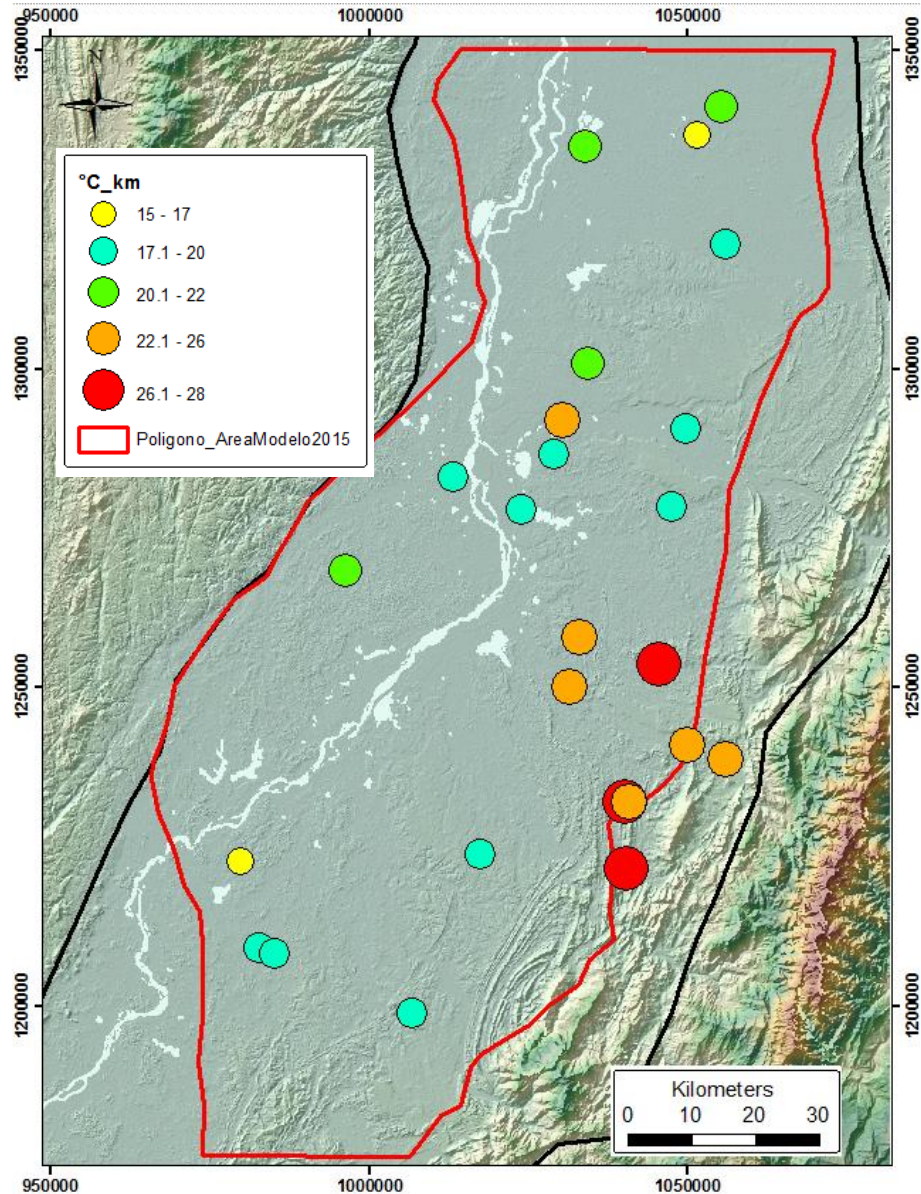 950000 1000000 1050000
N
1350000 1350000
°C_km
15 - 17
17.1 - 20
20.1 - 22
22.1 - 26
26.1 - 28
Poligono_AreaModelo2015
1300000 1300000
1250000 1250000
1200000 1200000
Kilometers
0 10 20 30
950000 1000000 1050000